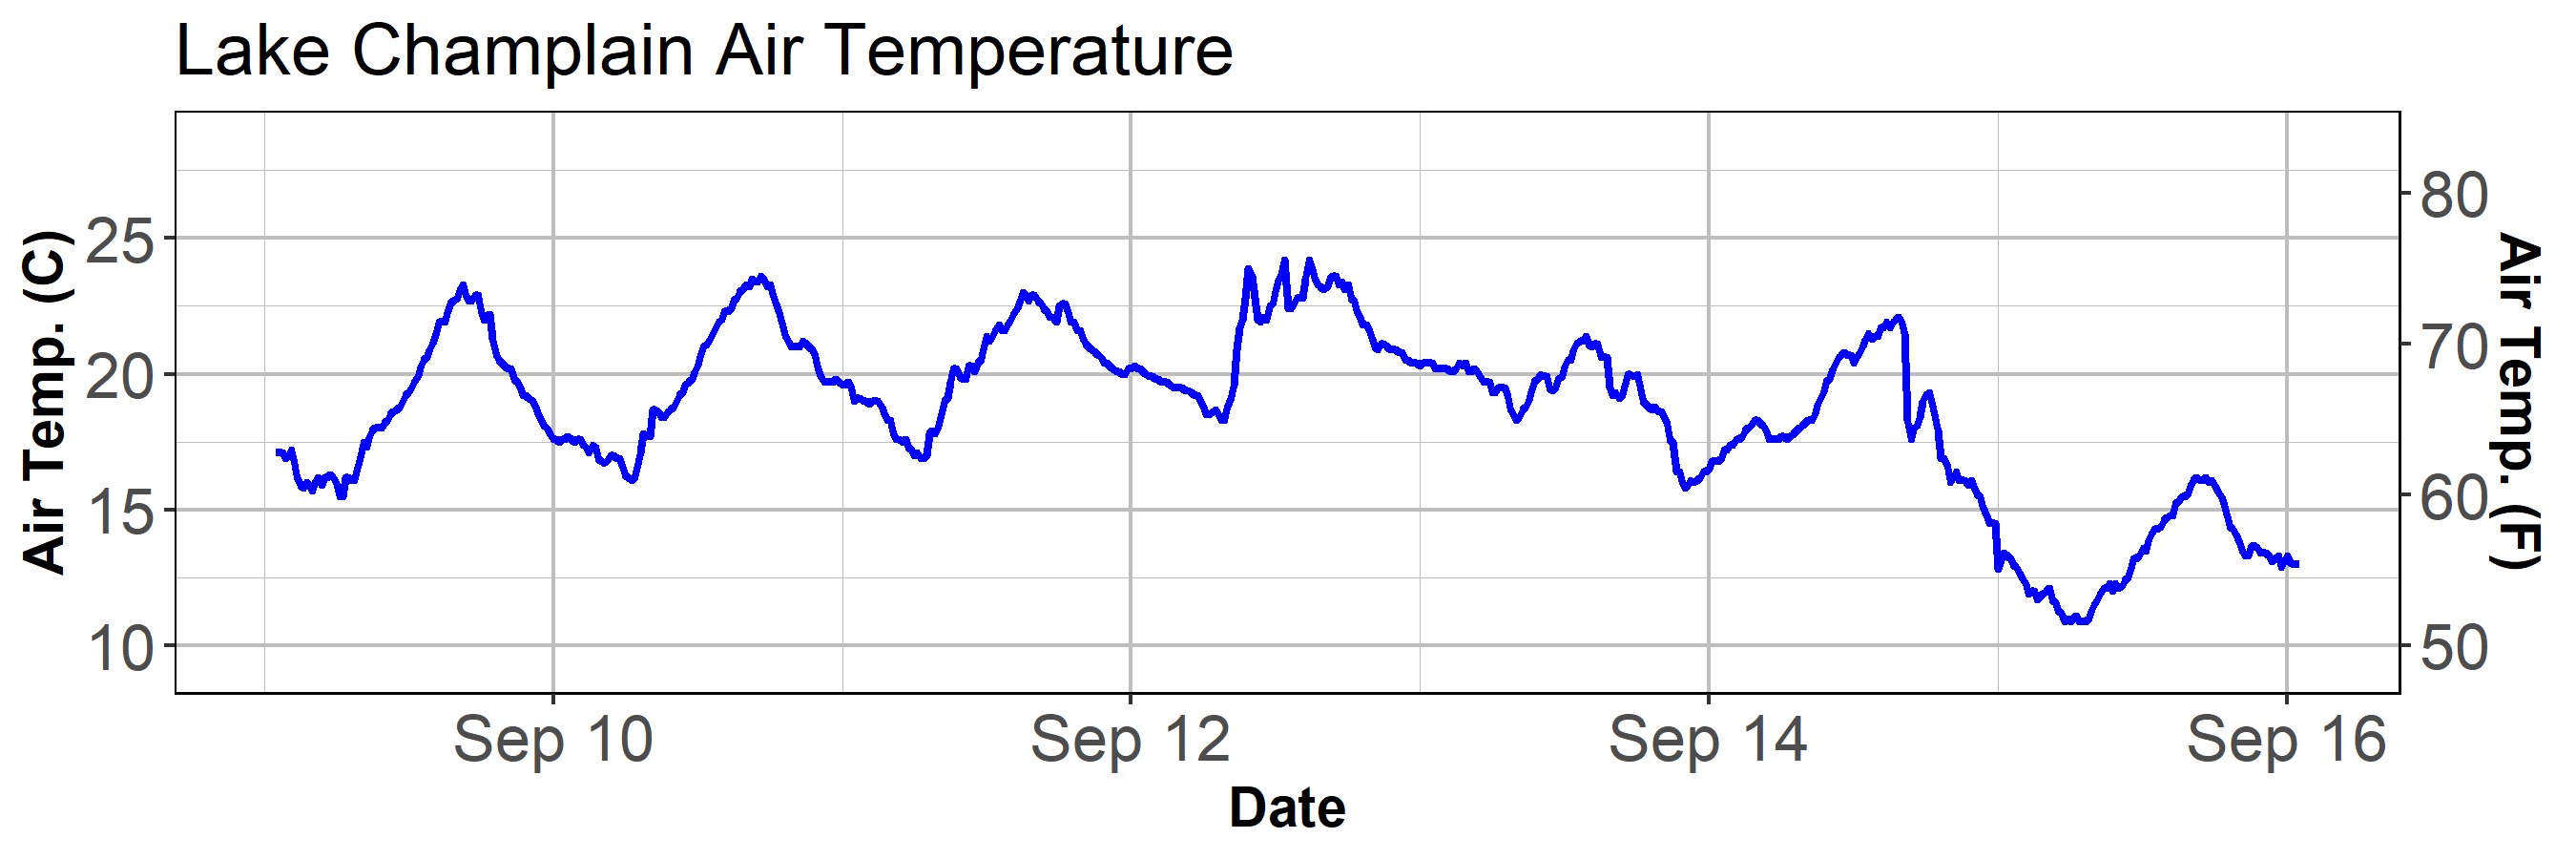 Lake Champlain Air Temperature
Air Temp. (C)
25
20
15
10
80
70
60
50
Air Temp. (F)
Sep 10
Sep 12
Sep 14
Sep 16
Date